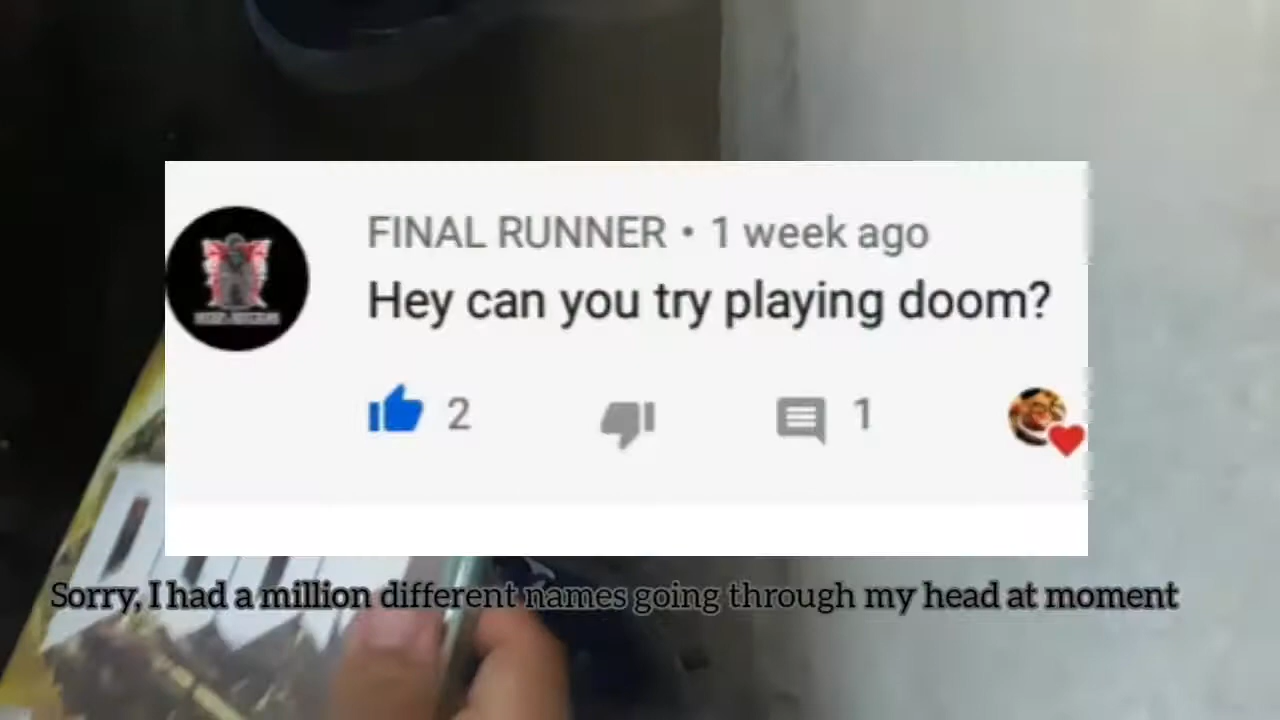 FINAL RUNNER • 1 week ago
Hey can you try playing doom?
2
1
Sorry, I had a million different names going through my head at moment